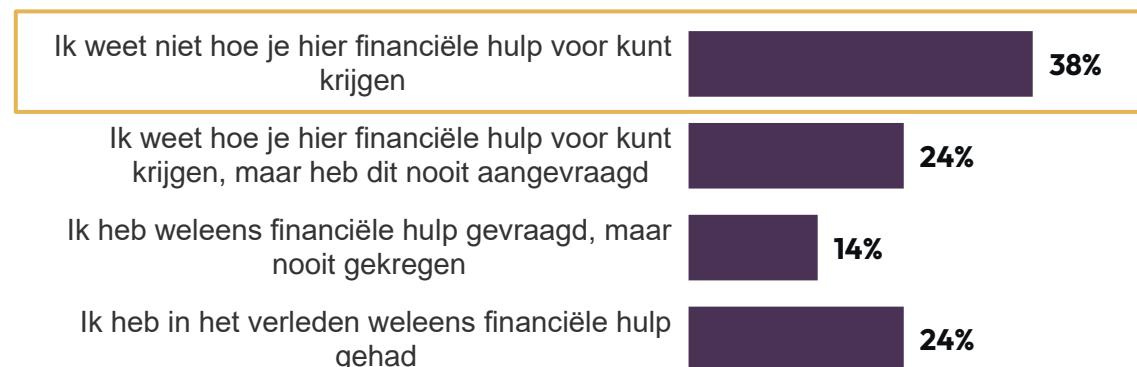 Ik weet niet hoe je hier financiële hulp voor kunt
krijgen
38%
Ik weet hoe je hier financiële hulp voor kunt
krijgen, maar heb dit nooit aangevraagd
24%
Ik heb weleens financiële hulp gevraagd, maar
nooit gekregen
14%
Ik heb in het verleden weleens financiële hulp
gehad
24%